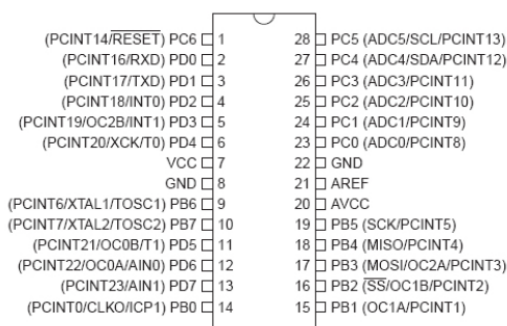 (PCINT14/RESET) PC6 1 28 PC5 (ADC5/SCL/PCINT13)
(PCINT16/RXD) PD0 2 27 PC4 (ADC4/SDA/PCINT12)
(PCINT17/TXD) PD1 3 26 PC3 (ADC3/PCINT11)
(PCINT18/INT0) PD2 4 25 PC2 (ADC2/PCINT10)
(PCINT19/OC2B/INT1) PD3 5 24 PC1 (ADC1/PCINT9)
(PCINT20/XCK/T0) PD4 6 23 PC0 (ADC0/PCINT8)
VCC 7 22 GND
GND 8 21 AREF
(PCINT6/XTAL1/TOSC1) PB6 9 20 AVCC
(PCINT7/XTAL2/TOSC2) PB7 10 19 PB5 (SCK/PCINT5)
(PCINT21/OC0B/T1) PD5 11 18 PB4 (MISO/PCINT4)
(PCINT22/OC0A/AIN0) PD6 12 17 PB3 (MOSI/OC2A/PCINT3)
(PCINT23/AIN1) PD7 13 16 PB2 (SS/OC1B/PCINT2)
(PCINT0/CLKO/ICP1) PB0 14 15 PB1 (OC1A/PCINT1)